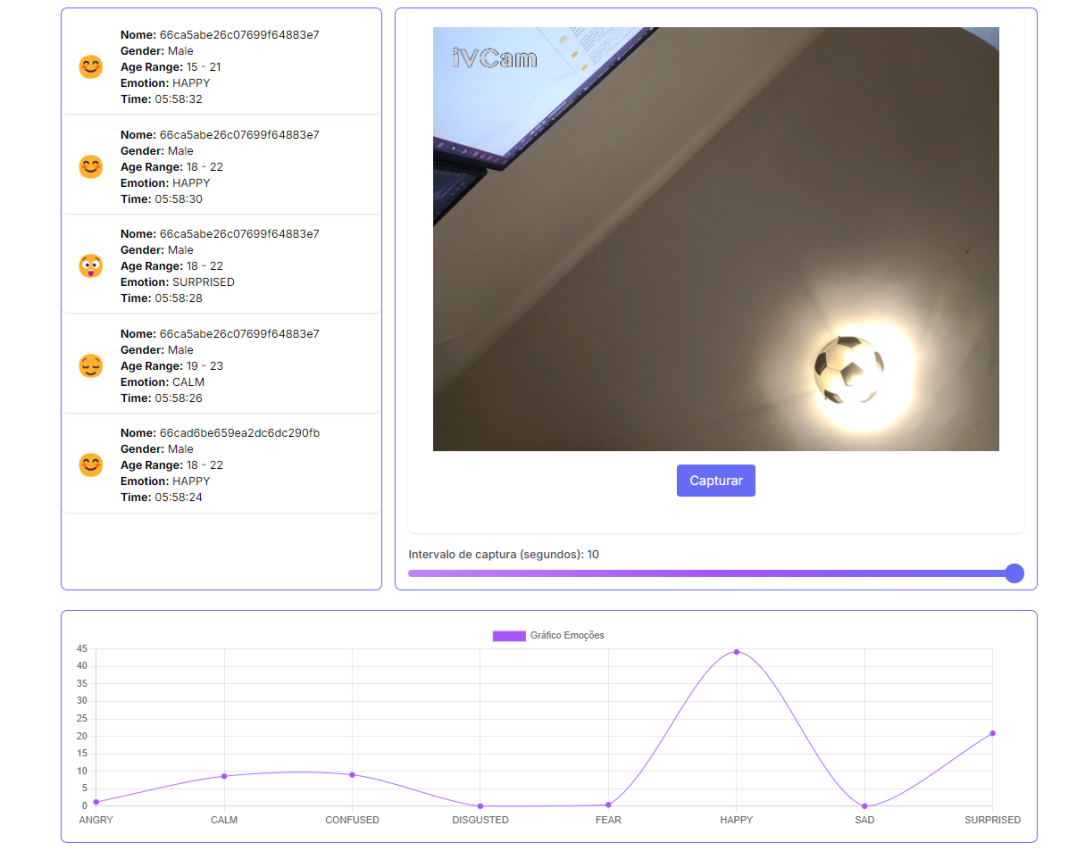 Nome: 66ca5abe26c07699f64883e7
Gender: Male
Age Range: 15 - 21
Emotion: HAPPY
Time: 05:58:32
Nome: 66ca5abe26c07699f64883e7
Gender: Male
Age Range: 18 - 22
Emotion: HAPPY
Time: 05:58:30
Nome: 66ca5abe26c07699f64883e7
Gender: Male
Age Range: 18 - 22
Emotion: SURPRISED
Time: 05:58:28
Nome: 66ca5abe26c07699f64883e7
Gender: Male
Age Range: 19 - 23
Emotion: CALM
Time: 05:58:26
Nome: 66cad6be659ea2dc6dc290fb
Gender: Male
Age Range: 18 - 22
Emotion: HAPPY
Time: 05:58:24
iVCam
Capturar
Intervalo de captura (segundos): 10
Gráfico Emoções
45
40
35
30
25
20
15
10
5
0
ANGRY CALM CONFUSED DISGUSTED FEAR HAPPY SAD SURPRISED